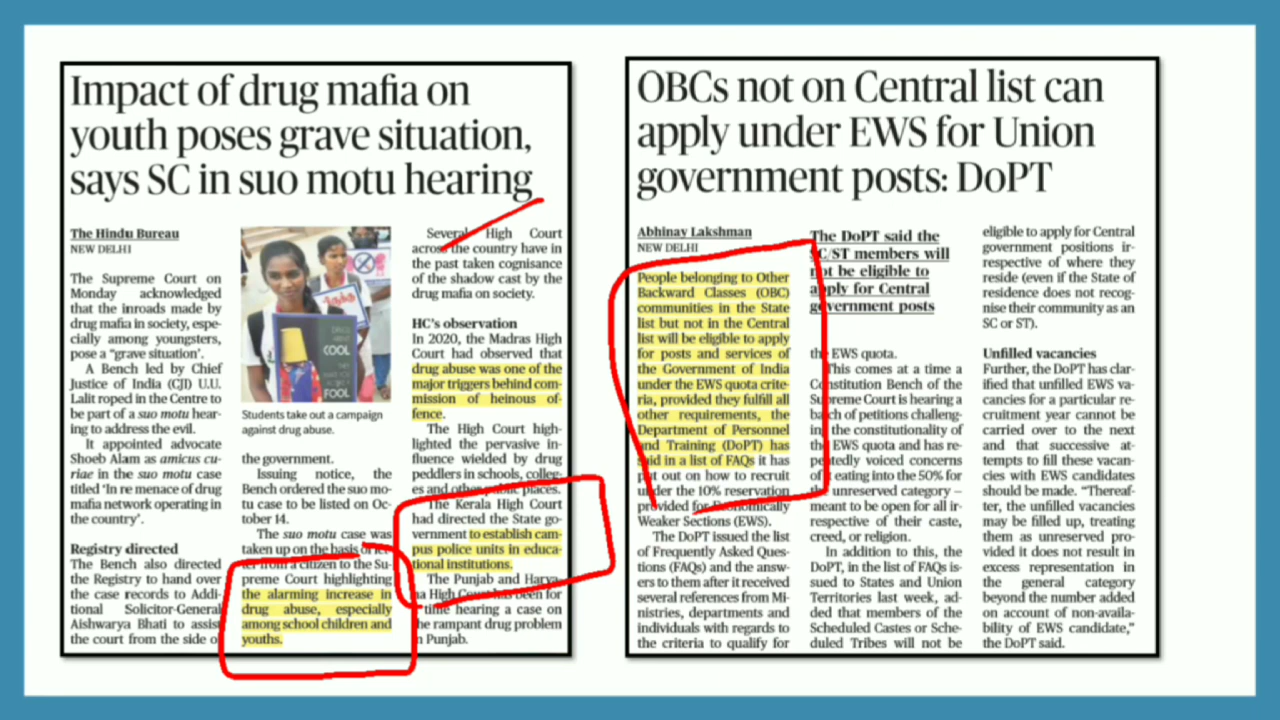 Impact of drug mafia on
youth poses grave situation,
says SC in suo motu hearing
The Hindu Bureau
NEW DELHI
The Supreme Court on
Monday acknowledged
that the inroads made by
drug mafia in society, espe-
cially among youngsters,
pose a "grave situation'.
A Bench led by Chief
Justice of India (CJI) U.U.
Lalit roped in the Centre to
be part of a suo motu hear-
ing to address the evil.
It appointed advocate
Shoeb Alam as amicus cu-
riae in the suo motu case
titled 'In re menace of drug
mafia network operating in
the country'.
Registry directed
The Bench also directed
the Registry to hand over
the case records to Addi-
tional Solicitor-General
Aishwarya Bhati to assist
the court from the side of
DRUGS
COOL
FOOL
Students take out a campaign
against drug abuse.
the government.
Issuing notice, the
Bench ordered the suo mo-
tu case to be listed on Oc-
tober 14.
The suo motu case was
taken up on the basis of let-
ter from a citizen to the Su-
preme Court highlighting
the alarming increase in
drug abuse, especially
among school children and
youths.
Several High Court
across the country have in
the past taken cognisance
of the shadow cast by the
drug mafia on society.
HC's observation
In 2020, the Madras High
Court had observed that
drug abuse was one of the
major triggers behind com-
mission of heinous of-
fence.
The High Court high-
lighted the pervasive in-
fluence wielded by drug
peddlers in schools, colleg-
es and other public places.
The Kerala High Court
had directed the State go-
vernment to establish cam-
pus police units in educa-
tional institutions.
The Punjab and Harya-
na High Court has been for
time hearing a case on
the rampant drug problem
in Punjab.
OBCs not on Central list can
apply under EWS for Union
government posts: DoPT
Abhinay Lakshman
NEW DELHI
People belonging to Other
Backward Classes (OBC)
communities in the State
list but not in the Central
list will be eligible to apply
for posts and services of
the Government of India
under the EWS quota crite-
ria, provided they fulfill all
other requirements, the
Department of Personnel
and Training (DoPT) has
said in a list of FAQs it has
put out on how to recruit
under the 10% reservation
provided for Economically
Weaker Sections (EWS).
The DoPT issued the list
of Frequently Asked Ques-
tions (FAQs) and the answ-
ers to them after it received
several references from Mi-
nistries, departments and
individuals with regards to
the criteria to qualify for
The DoPT said the
SC/ST members will
not be eligible to
apply for Central
government posts
the EWS quota.
This comes at a time a
Constitution Bench of the
Supreme Court is hearing a
batch of petitions challeng-
ing the constitutionality of
the EWS quota and has re-
peatedly voiced concerns
of eating into the 50% for
the unreserved category –
meant to be open for all ir-
respective of their caste,
creed, or religion.
In addition to this, the
DoPT, in the list of FAQs is-
sued to States and Union
Territories last week, ad-
ded that members of the
Scheduled Castes or Sche-
duled Tribes will not be
eligible to apply for Central
government positions ir-
respective of where they
reside (even if the State of
residence does not recog-
nise their community as an
SC or ST).
Unfilled vacancies
Further, the DoPT has clar-
ified that unfilled EWS va-
cancies for a particular re-
cruitment year cannot be
carried over to the next
and that successive at-
tempts to fill these vacan-
cies with EWS candidates
should be made. "Thereaf-
ter, the unfilled vacancies
may be filled up, treating
them as unreserved pro-
vided it does not result in
excess representation in
the general category
beyond the number added
on account of non-availa-
bility of EWS candidate,"
the DoPT said.